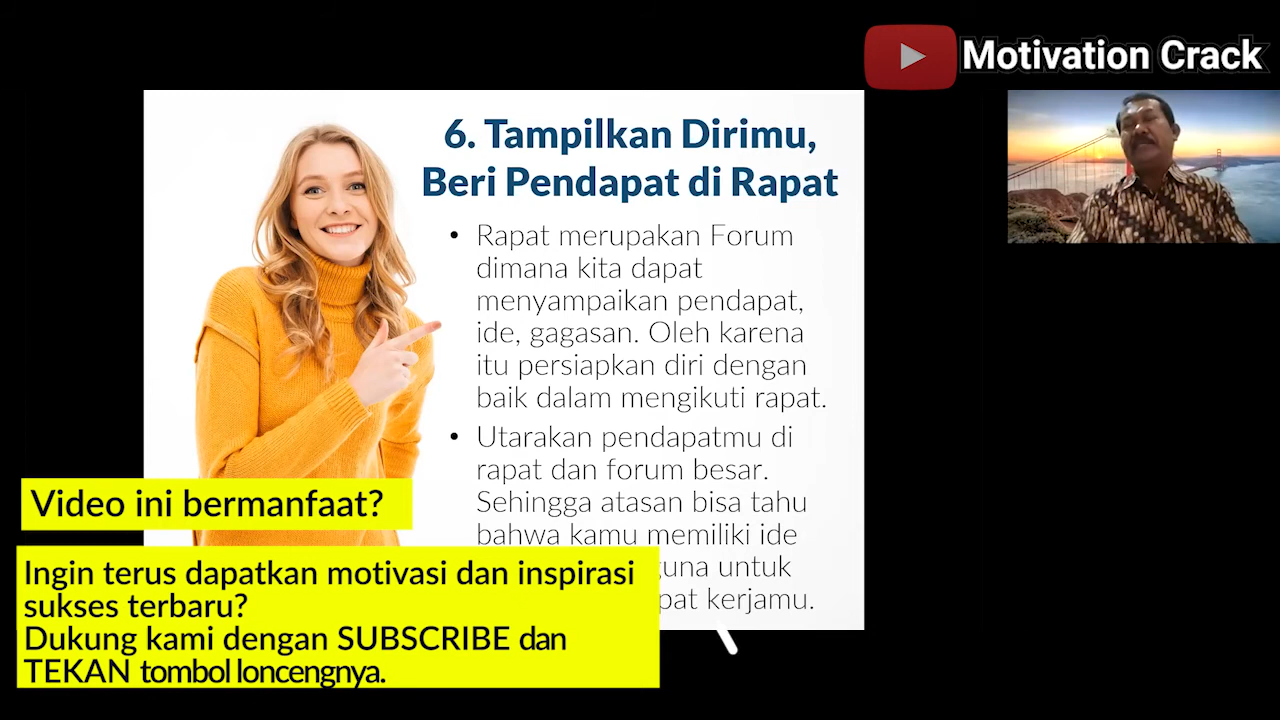 Motivation Crack
6. Tampilkan Dirimu,
Beri Pendapat di Rapat
• Rapat merupakan Forum
dimana kita dapat
menyampaikan pendapat,
ide, gagasan. Oleh karena
itu persiapkan diri dengan
baik dalam mengikuti rapat.
• Utarakan pendapatmu di
rapat dan forum besar.
Sehingga atasan bisa tahu
bahwa kamu memiliki ide
untuk
kerjamu.
Video ini bermanfaat?
Ingin terus dapatkan motivasi dan inspirasi
sukses terbaru?
Dukung kami dengan SUBSCRIBE dan
TEKAN tombol loncengnya.